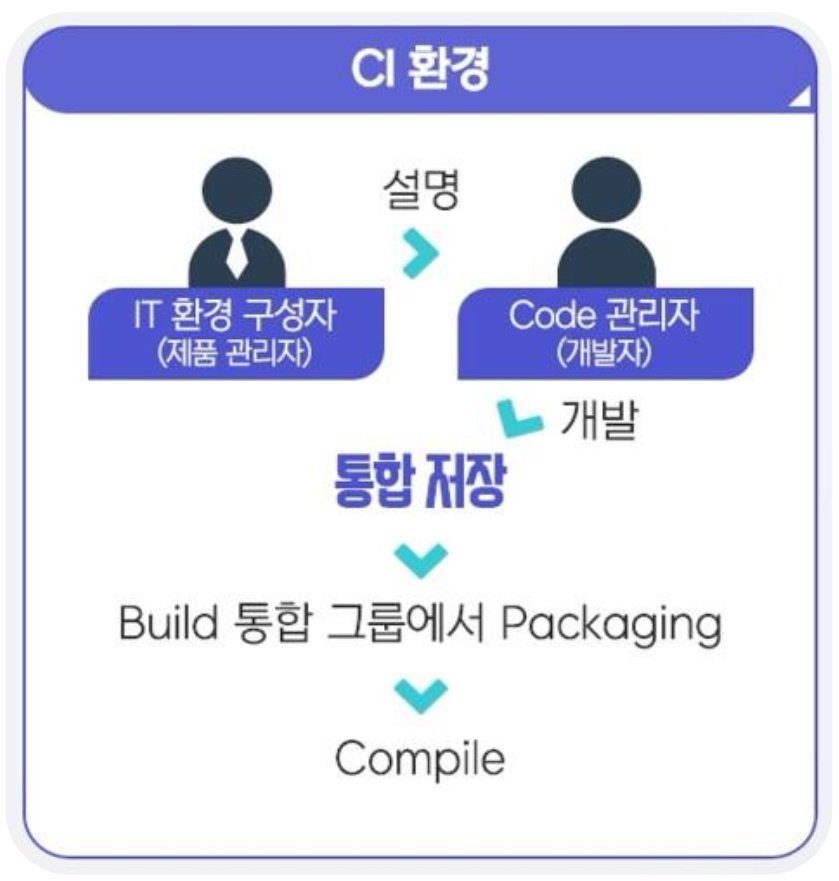 CI 환경
설명
IT 환경 구성자
(제품 관리자)
Code 관리자
(개발자)
개발
통합 저장
Build 통합 그룹에서 Packaging
Compile